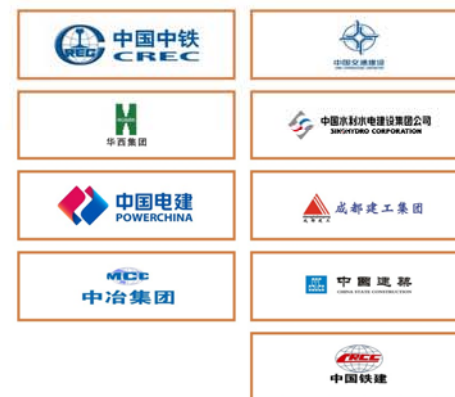 中国中铁
CREC
中国交通建设
华西集团
中国水利水电建设集团公司
SINOHYDRO CORPORATION
中国电建
POWERCHINA
成都建工集团
MCC
中冶集团
中国建筑
CHINA STATE CONSTRUCTION
CRCC
中国铁建